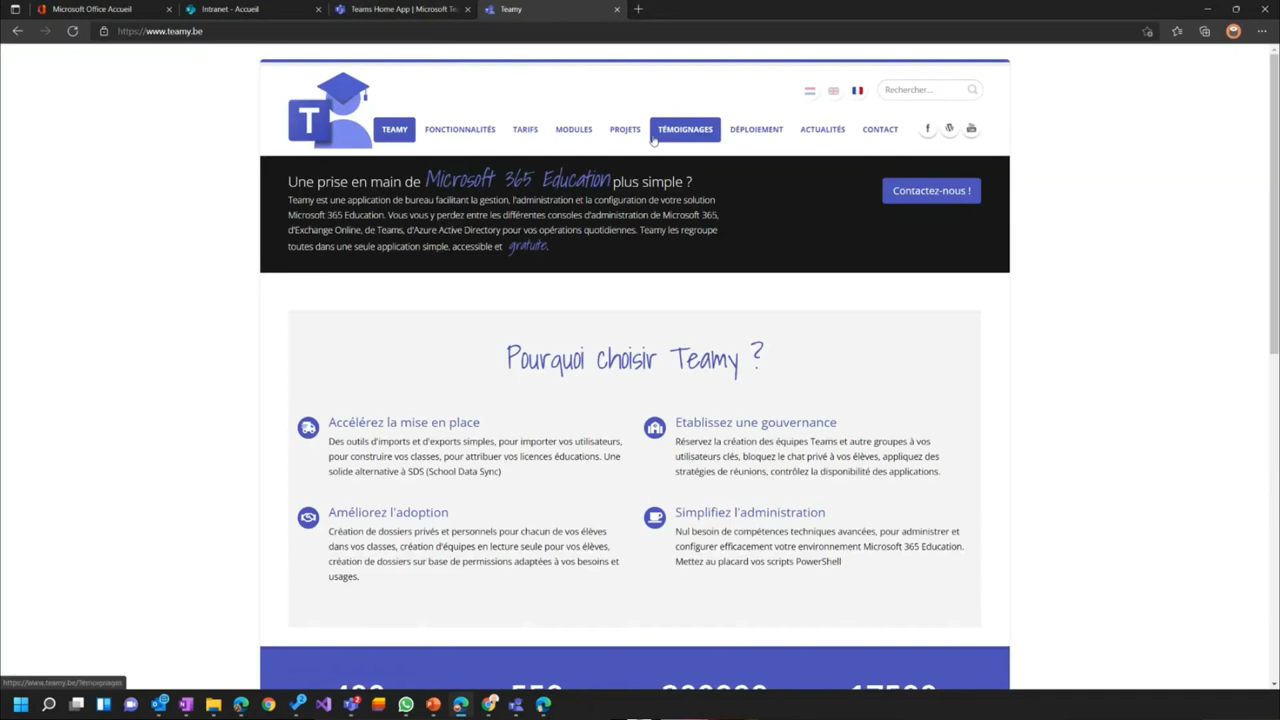 Microsoft Office Accueil
Intranet - Accueil
Teams Home App | Microsoft Te
Teamy
https://www.teamy.be
Rechercher...
T
TEAMY
FONCTIONNALITÉS
TARIFS
MODULES
PROJETS
TÉMOIGNAGES
DÉPLOIEMENT
ACTUALITÉS
CONTACT
Une prise en main de Microsoft 365 Education plus simple ?
Contactez-nous !
Teamy est une application de bureau facilitant la gestion, l'administration et la configuration de votre solution
Microsoft 365 Education. Vous vous y perdez entre les différentes consoles d'administration de Microsoft 365,
d'Exchange Online, de Teams, d'Azure Active Directory pour vos opérations quotidiennes. Teamy les regroupe
toutes dans une seule application simple, accessible et gratuite.
Pourquoi choisir Teamy ?
Accélérez la mise en place
Des outils d'imports et d'exports simples, pour importer vos utilisateurs,
pour construire vos classes, pour attribuer vos licences éducations. Une
solide alternative à SDS (School Data Sync)
Etablissez une gouvernance
Réservez la création des équipes Teams et autre groupes à vos
utilisateurs clés, bloquez le chat privé à vos élèves, appliquez des
stratégies de réunions, contrôlez la disponibilité des applications.
Améliorez l'adoption
Création de dossiers privés et personnels pour chacun de vos élèves
dans vos classes, création d'équipes en lecture seule pour vos élèves,
création de dossiers sur base de permissions adaptées à vos besoins et
usages.
Simplifiez l'administration
Nul besoin de compétences techniques avancées, pour administrer et
configurer efficacement votre environnement Microsoft 365 Education.
Mettez au placard vos scripts PowerShell
https://www.teamy.be/Témoignages